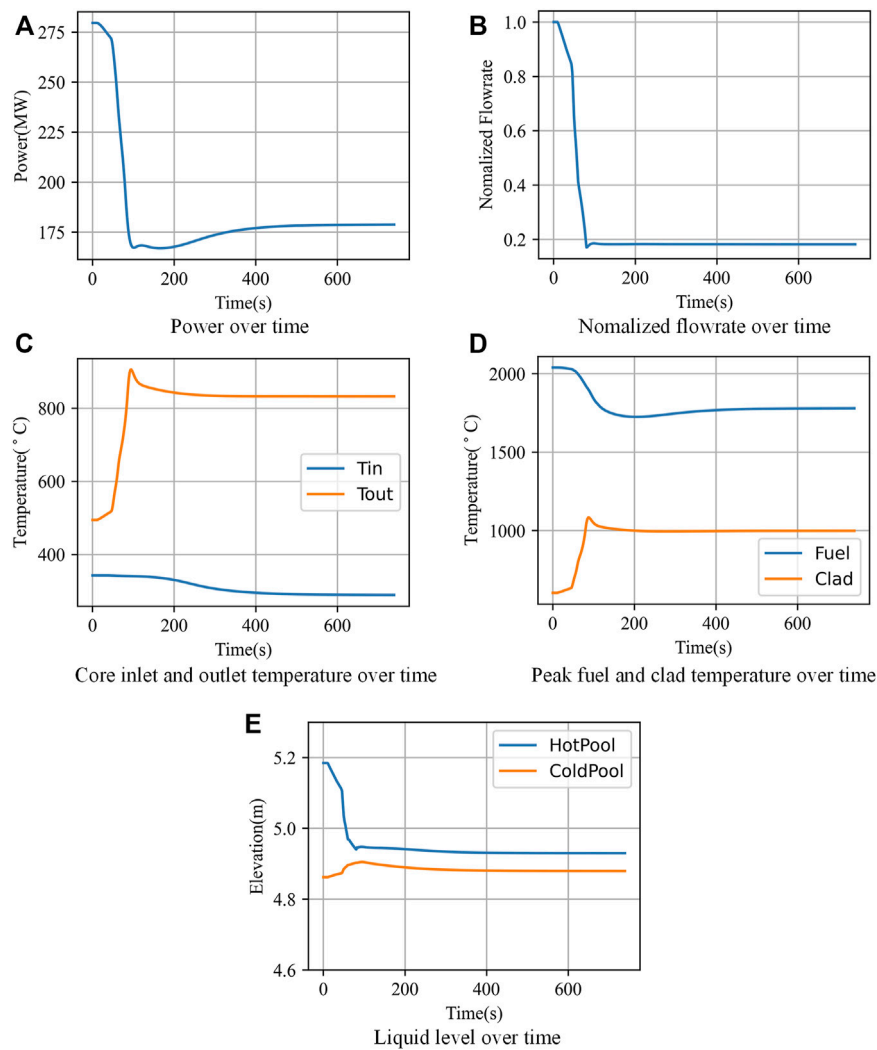 A
275
250
225
200
175
Power(MW)
0 200 400 600
Time(s)
Power over time
B
1.0
0.8
0.6
0.4
0.2
Nomalized Flowrate
0 200 400 600
Time(s)
Nomalized flowrate over time
C
800
600
400
Temperature(°C)
Tin
Tout
0 200 400 600
Time(s)
Core inlet and outlet temperature over time
D
2000
1500
1000
Temperature(°C)
Fuel
Clad
0 200 400 600
Time(s)
Peak fuel and clad temperature over time
E
5.2
5.0
4.8
4.6
Elevation(m)
HotPool
ColdPool
0 200 400 600
Time(s)
Liquid level over time